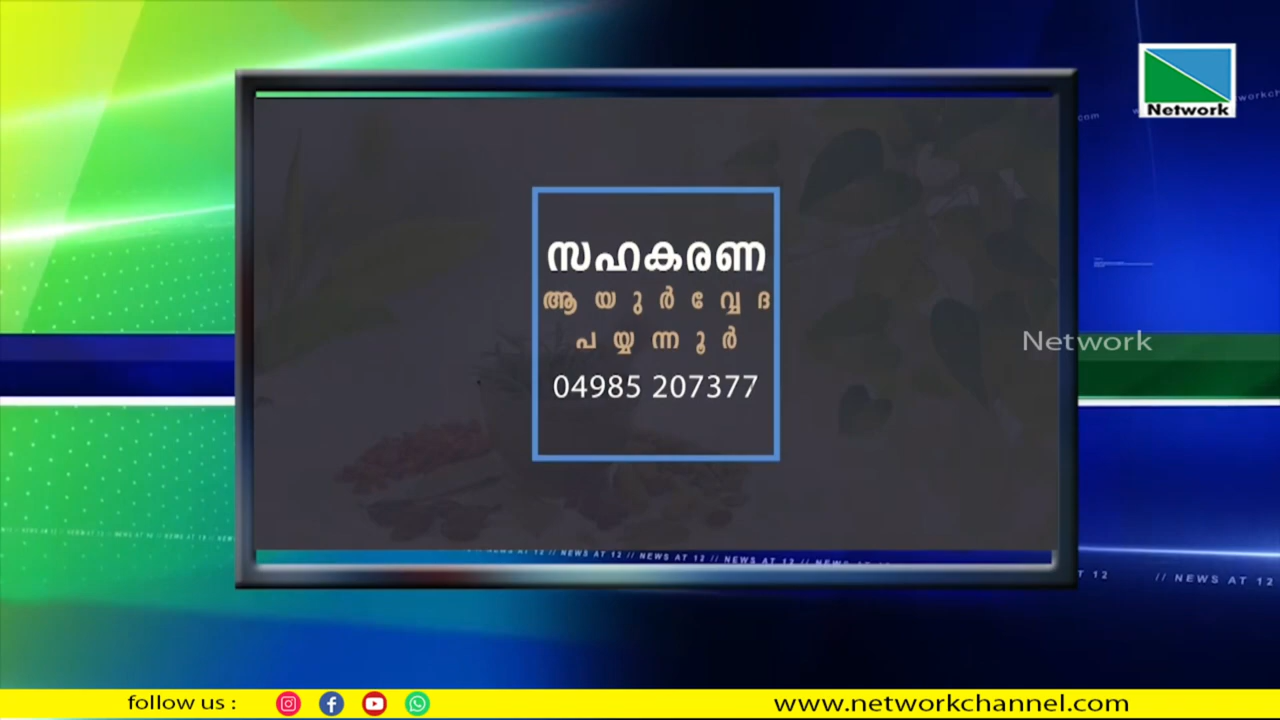 Network
സഹകരണ
ആയുർവ്വേദ
പയ്യന്നൂർ
04985 207377
Network
// NEWS AT 12 // NEWS AT 12 // NEWS AT 12
// NEWS AT 12
follow us :
www.networkchannel.com